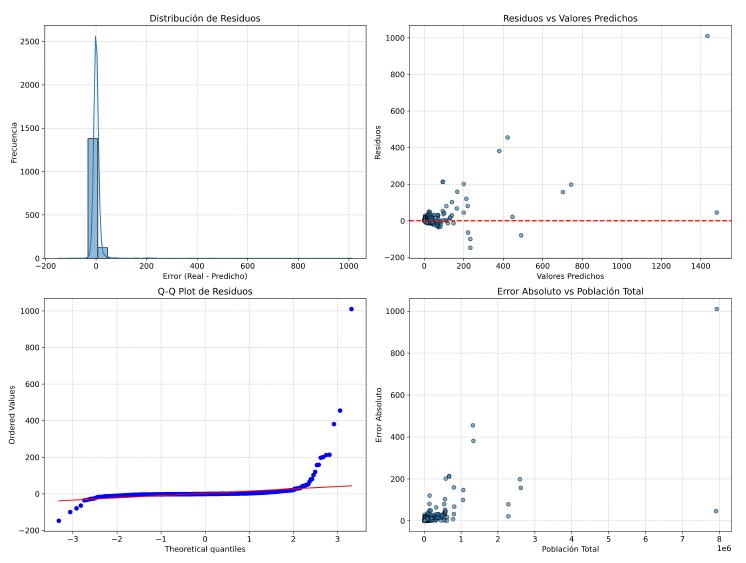 Distribución de Residuos
2500
2000
1500
1000
500
0
Frecuencia
−200 0 200 400 600 800 1000
Error (Real - Predicho)
Residuos vs Valores Predichos
1000
800
600
400
200
0
−200
Residuos
0 200 400 600 800 1000 1200 1400
Valores Predichos
Q-Q Plot de Residuos
1000
800
600
400
200
0
−200
Ordered Values
−3 −2 −1 0 1 2 3
Theoretical quantiles
Error Absoluto vs Población Total
1000
800
600
400
200
0
Error Absoluto
0 1 2 3 4 5 6 7 8
1e6
Población Total